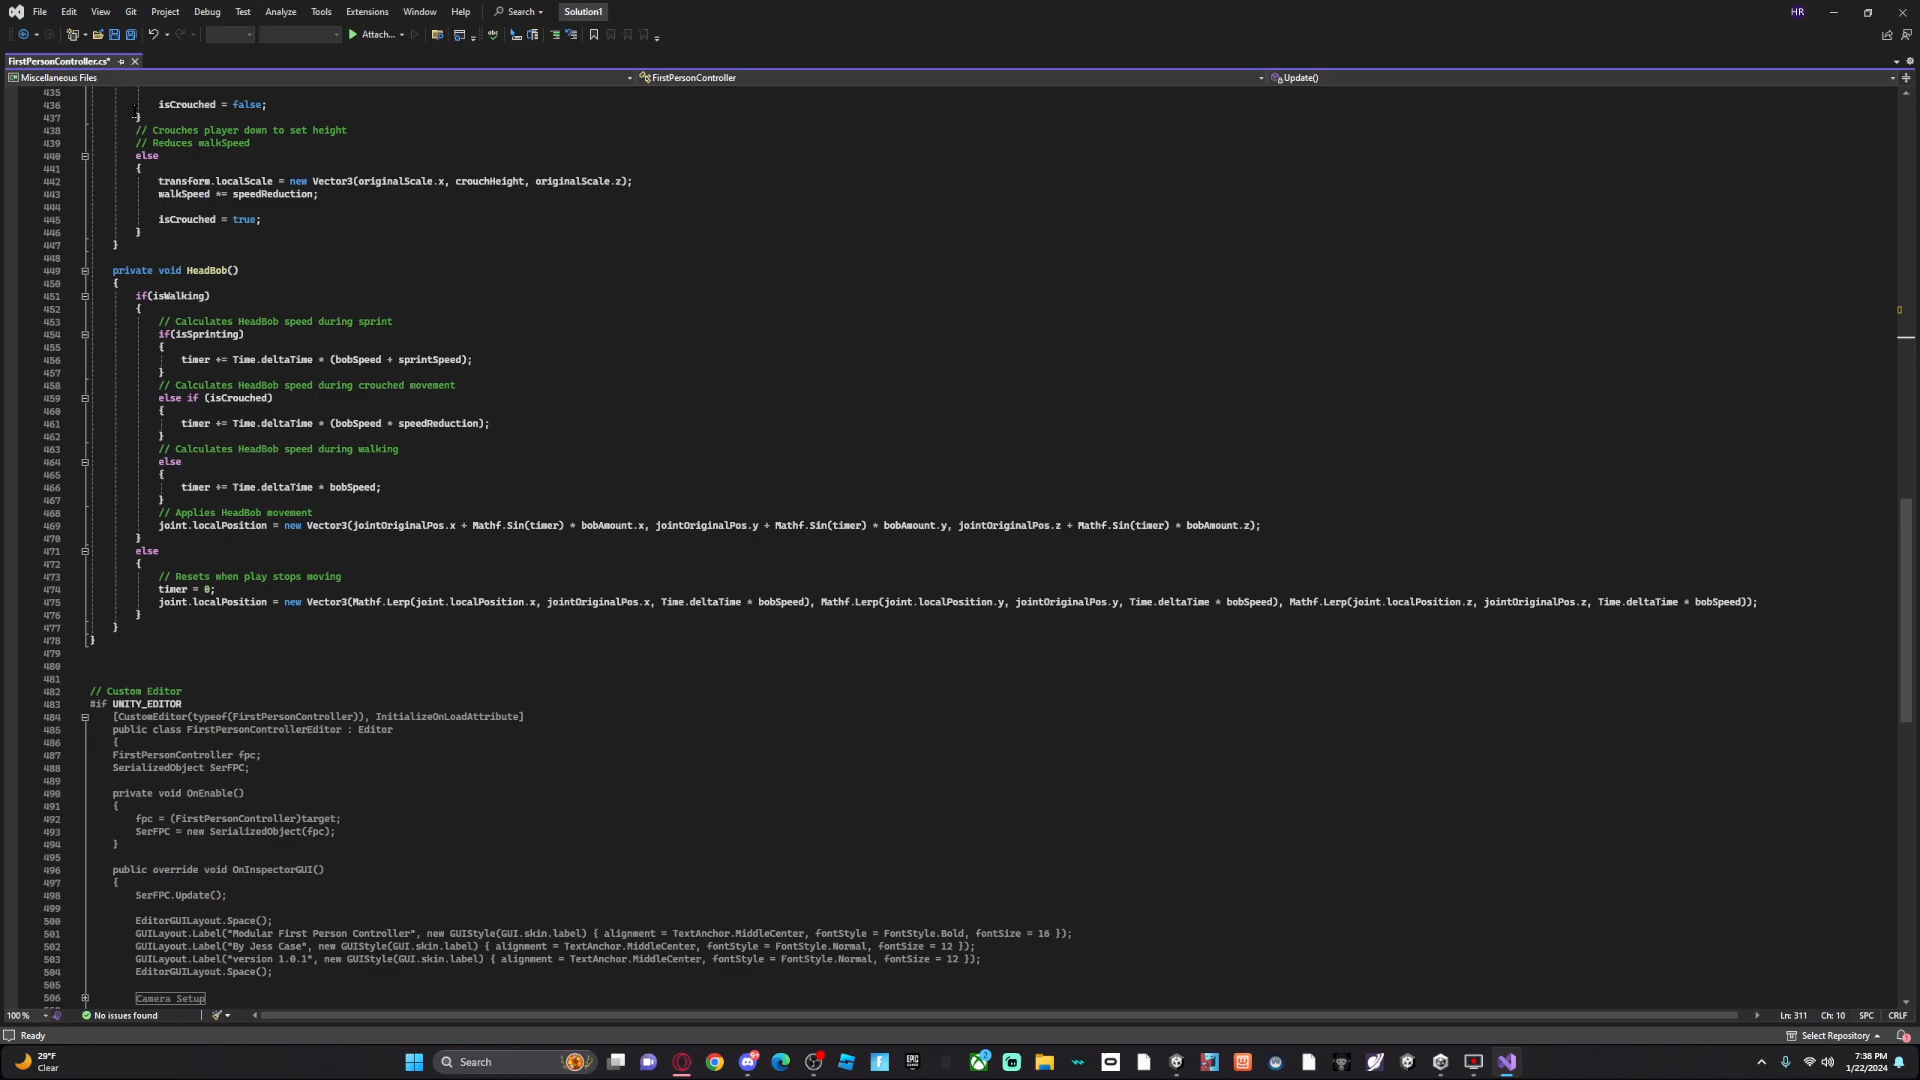 File Edit View Git Project Debug Test Analyze Tools Extensions Window Help Search Solution1 HR
Attach...
FirstPersonController.cs*
Miscellaneous Files FirstPersonController Update()
435
436 isCrouched = false;
437 }
438 // Crouches player down to set height
439 // Reduces walkSpeed
440 else
441 {
442 transform.localScale = new Vector3(originalScale.x, crouchHeight, originalScale.z);
443 walkSpeed *= speedReduction;
444
445 isCrouched = true;
446 }
447 }
448
449 private void HeadBob()
450 {
451 if(isWalking)
452 {
453 // Calculates HeadBob speed during sprint
454 if(isSprinting)
455 {
456 timer += Time.deltaTime * (bobSpeed + sprintSpeed);
457 }
458 // Calculates HeadBob speed during crouched movement
459 else if (isCrouched)
460 {
461 timer += Time.deltaTime * (bobSpeed * speedReduction);
462 }
463 // Calculates HeadBob speed during walking
464 else
465 {
466 timer += Time.deltaTime * bobSpeed;
467 }
468 // Applies HeadBob movement
469 joint.localPosition = new Vector3(jointOriginalPos.x + Mathf.Sin(timer) * bobAmount.x, jointOriginalPos.y + Mathf.Sin(timer) * bobAmount.y, jointOriginalPos.z + Mathf.Sin(timer) * bobAmount.z);
470 }
471 else
472 {
473 // Resets when play stops moving
474 timer = 0;
475 joint.localPosition = new Vector3(Mathf.Lerp(joint.localPosition.x, jointOriginalPos.x, Time.deltaTime * bobSpeed), Mathf.Lerp(joint.localPosition.y, jointOriginalPos.y, Time.deltaTime * bobSpeed), Mathf.Lerp(joint.localPosition.z, jointOriginalPos.z, Time.deltaTime * bobSpeed));
476 }
477 }
478 }
479
480
481
482 // Custom Editor
483 #if UNITY_EDITOR
484 [CustomEditor(typeof(FirstPersonController)), InitializeOnLoadAttribute]
485 public class FirstPersonControllerEditor : Editor
486 {
487 FirstPersonController fpc;
488 SerializedObject SerFPC;
489
490 private void OnEnable()
491 {
492 fpc = (FirstPersonController)target;
493 SerFPC = new SerializedObject(fpc);
494 }
495
496 public override void OnInspectorGUI()
497 {
498 SerFPC.Update();
499
500 EditorGUILayout.Space();
501 GUILayout.Label("Modular First Person Controller", new GUIStyle(GUI.skin.label) { alignment = TextAnchor.MiddleCenter, fontStyle = FontStyle.Bold, fontSize = 16 });
502 GUILayout.Label("By Jess Case", new GUIStyle(GUI.skin.label) { alignment = TextAnchor.MiddleCenter, fontStyle = FontStyle.Normal, fontSize = 12 });
503 GUILayout.Label("version 1.0.1", new GUIStyle(GUI.skin.label) { alignment = TextAnchor.MiddleCenter, fontStyle = FontStyle.Normal, fontSize = 12 });
504 EditorGUILayout.Space();
505
506 Camera Setup
100 % No issues found Ln: 311 Ch: 10 SPC CRLF
Ready Select Repository
29°F
Clear
Search
7:38 PM
1/22/2024